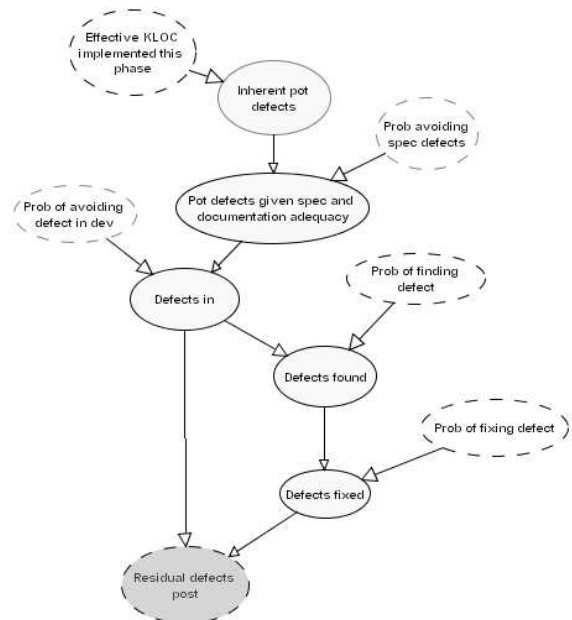 Effective KLOC
implemented this
phase
Inherent pot
defects
Prob avoiding
spec defects
Pot defects given spec and
documentation adequacy
Prob of avoiding
defect in dev
Prob of finding
defect
Defects in
Defects found
Prob of fixing defect
Defects fixed
Residual defects
post